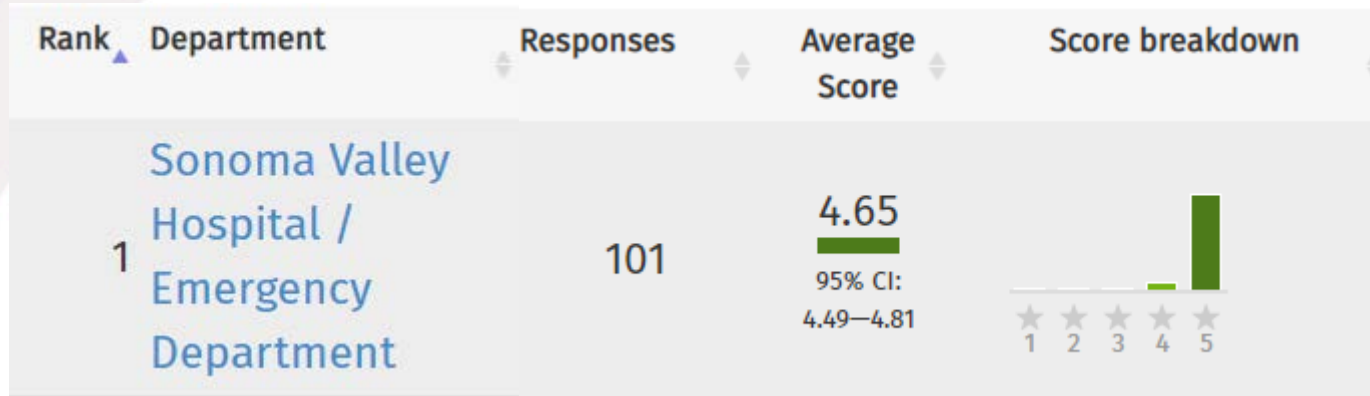 Rank Department Responses Average Score breakdown
Score
Sonoma Valley
Hospital /
1 Emergency 101 4.65
Department 95% CI:
4.49—4.81
1 2 3 4 5